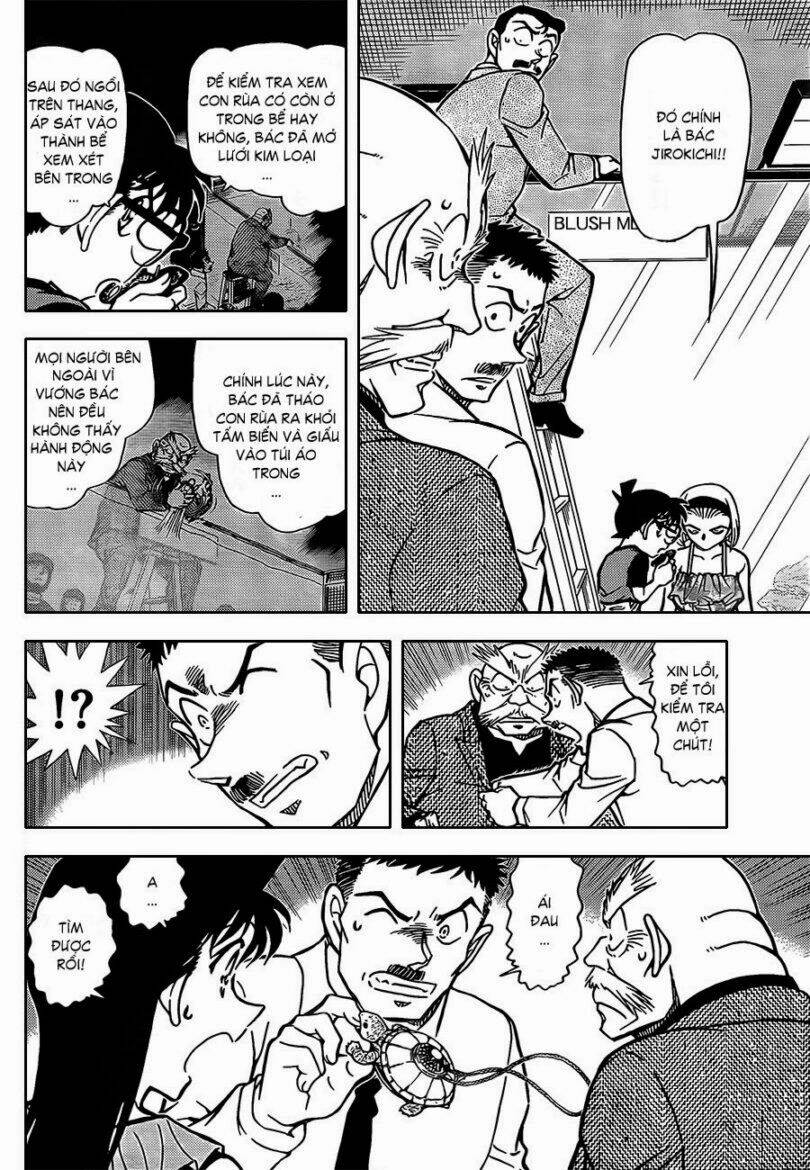 ĐÓ CHÍNH
LÀ BÁC
JIROKICHI!!
BLUSH ME
ĐỂ KIỂM TRA XEM
CON RÙA CÓ CÒN Ở
TRONG BỂ HAY
KHÔNG, BÁC ĐÃ MỞ
LƯỚI KIM LOẠI
...
SAU ĐÓ NGỒI
TRÊN THANG,
ÁP SÁT VÀO
THÀNH BỂ
XEM XÉT
BÊN TRONG
...
CHÍNH LÚC NÀY,
BÁC ĐÃ THÁO
CON RÙA RA KHỎI
TẤM BIỂN VÀ GIẤU
VÀO TÚI ÁO
TRONG
...
MỌI NGƯỜI BÊN
NGOÀI VÌ
VƯỚNG BÁC
NÊN ĐỀU
KHÔNG THẤY
HÀNH ĐỘNG
NÀY
...
XIN LỖI,
ĐỂ TÔI
KIỂM TRA
MỘT
CHÚT!
!?
ÁI
ĐAU
...
A
...
TÌM
ĐƯỢC
RỒI!